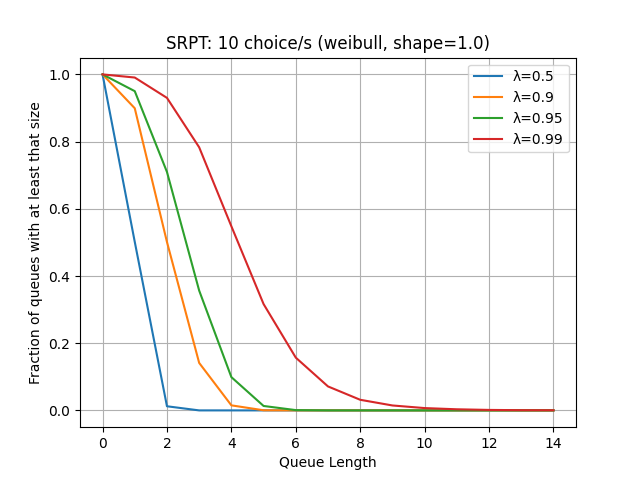 SRPT: 10 choice/s (weibull, shape=1.0)
Fraction of queues with at least that size
1.0
0.8
0.6
0.4
0.2
0.0
λ=0.5
λ=0.9
λ=0.95
λ=0.99
0 2 4 6 8 10 12 14
Queue Length